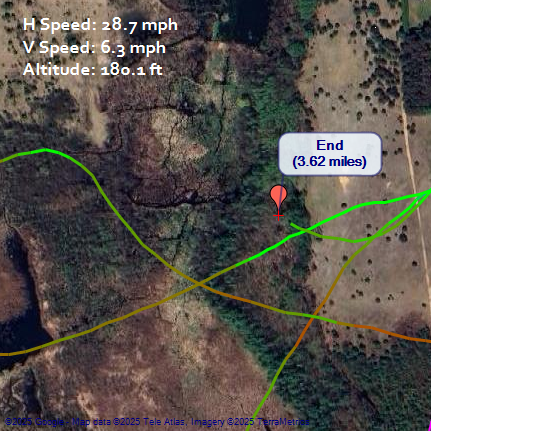 H Speed: 28.7 mph
V Speed: 6.3 mph
Altitude: 180.1 ft
End
(3.62 miles)
©2025 Google - Map data ©2025 Tele Atlas, Imagery ©2025 TerraMetrics